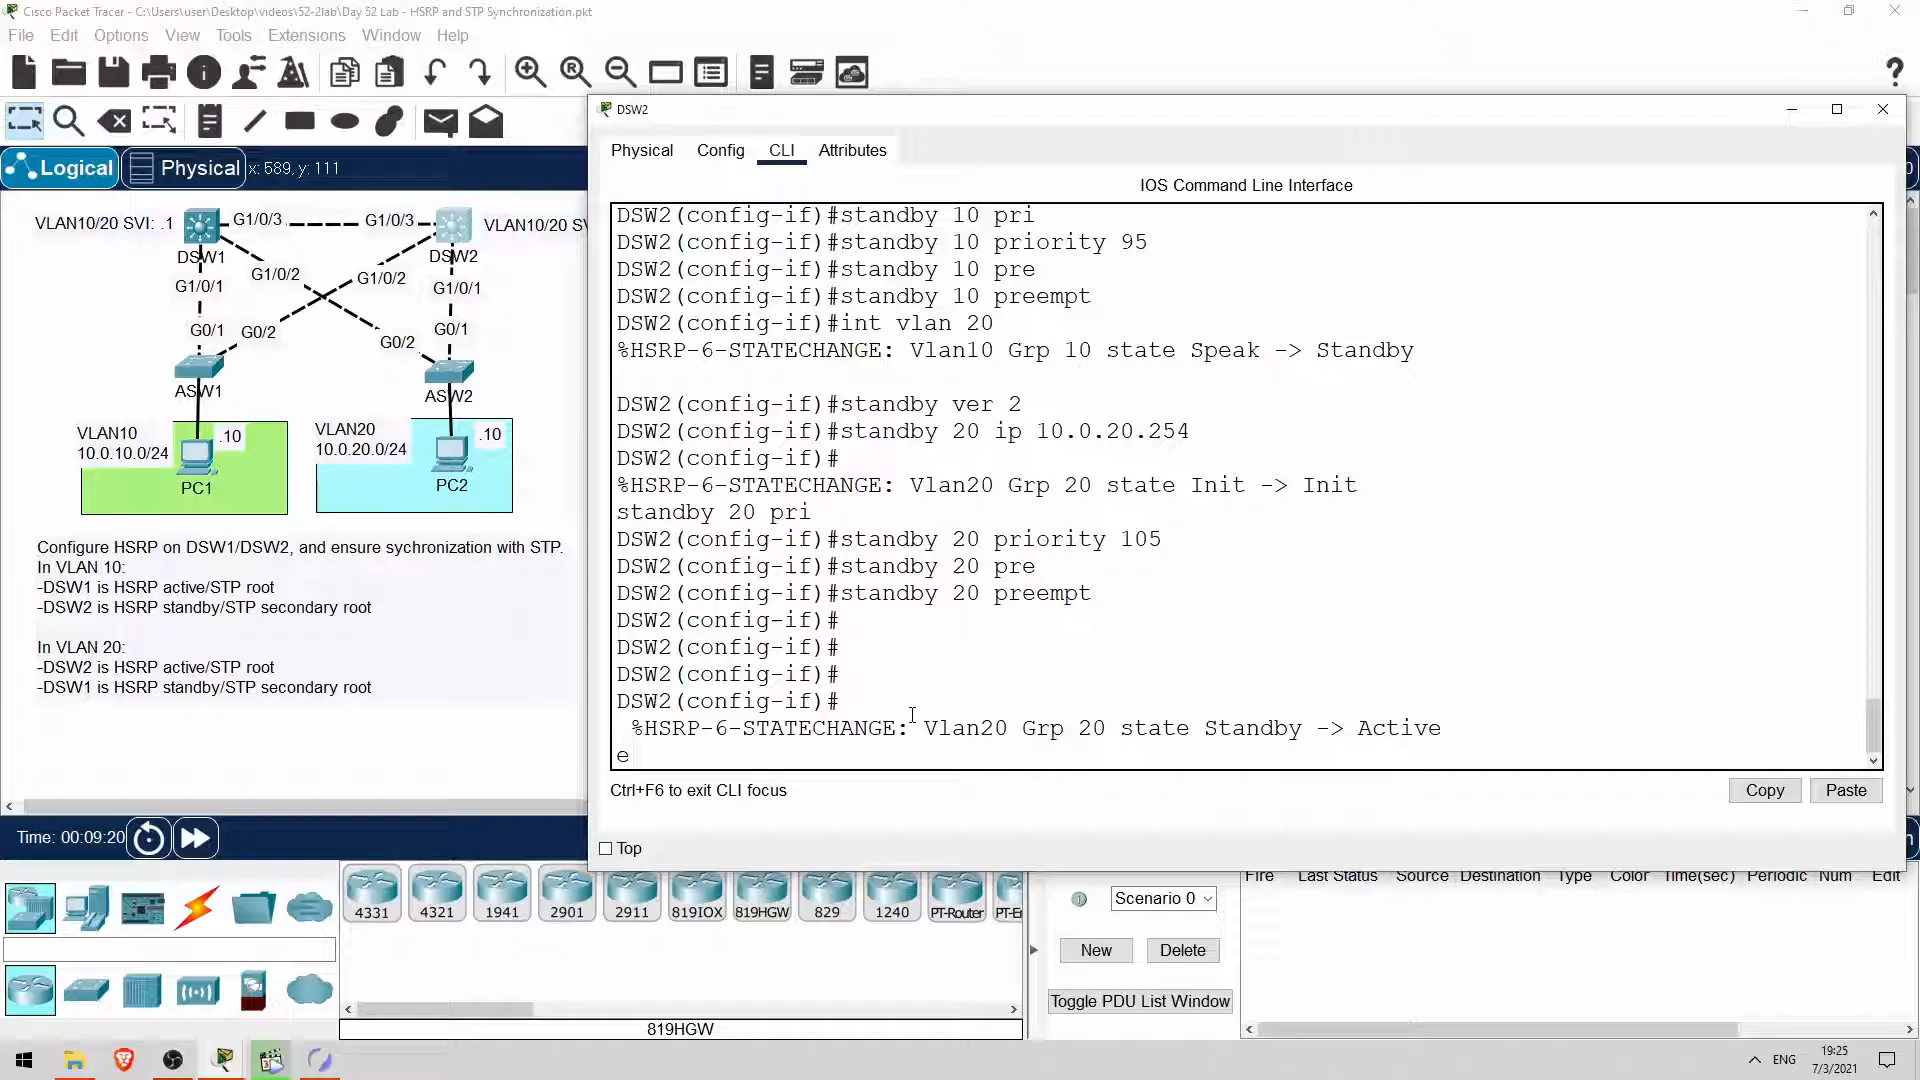 Cisco Packet Tracer - C:\Users\user\Desktop\videos\52-2lab\Day 52 Lab - HSRP and STP Synchronization.pkt
File Edit Options View Tools Extensions Window Help
Logical Physical x: 589, y: 111
VLAN10/20 SVI: .1
G1/0/3
G1/0/3
VLAN10/20 SV
DSW1
DSW2
G1/0/2
G1/0/2
G1/0/1
G1/0/1
G0/1
G0/2
G0/1
G0/2
ASW1
ASW2
VLAN10
10.0.10.0/24
.10
VLAN20
10.0.20.0/24
.10
PC1
PC2
Configure HSRP on DSW1/DSW2, and ensure sychronization with STP.
In VLAN 10:
-DSW1 is HSRP active/STP root
-DSW2 is HSRP standby/STP secondary root
In VLAN 20:
-DSW2 is HSRP active/STP root
-DSW1 is HSRP standby/STP secondary root
DSW2
Physical Config CLI Attributes
IOS Command Line Interface
DSW2(config-if)#standby 10 pri
DSW2(config-if)#standby 10 priority 95
DSW2(config-if)#standby 10 pre
DSW2(config-if)#standby 10 preempt
DSW2(config-if)#int vlan 20
%HSRP-6-STATECHANGE: Vlan10 Grp 10 state Speak -> Standby
DSW2(config-if)#standby ver 2
DSW2(config-if)#standby 20 ip 10.0.20.254
DSW2(config-if)#
%HSRP-6-STATECHANGE: Vlan20 Grp 20 state Init -> Init
standby 20 pri
DSW2(config-if)#standby 20 priority 105
DSW2(config-if)#standby 20 pre
DSW2(config-if)#standby 20 preempt
DSW2(config-if)#
DSW2(config-if)#
DSW2(config-if)#
DSW2(config-if)#
%HSRP-6-STATECHANGE: Vlan20 Grp 20 state Standby -> Active
e
Ctrl+F6 to exit CLI focus
Copy Paste
Top
Time: 00:09:20
4331 4321 1941 2901 2911 819IOX 819HGW 829 1240 PT-Router PT-E
819HGW
Scenario 0
New Delete
Toggle PDU List Window
Fire Last Status Source Destination Type Color Time(sec) Periodic Num Edit
ENG
19:25
7/3/2021